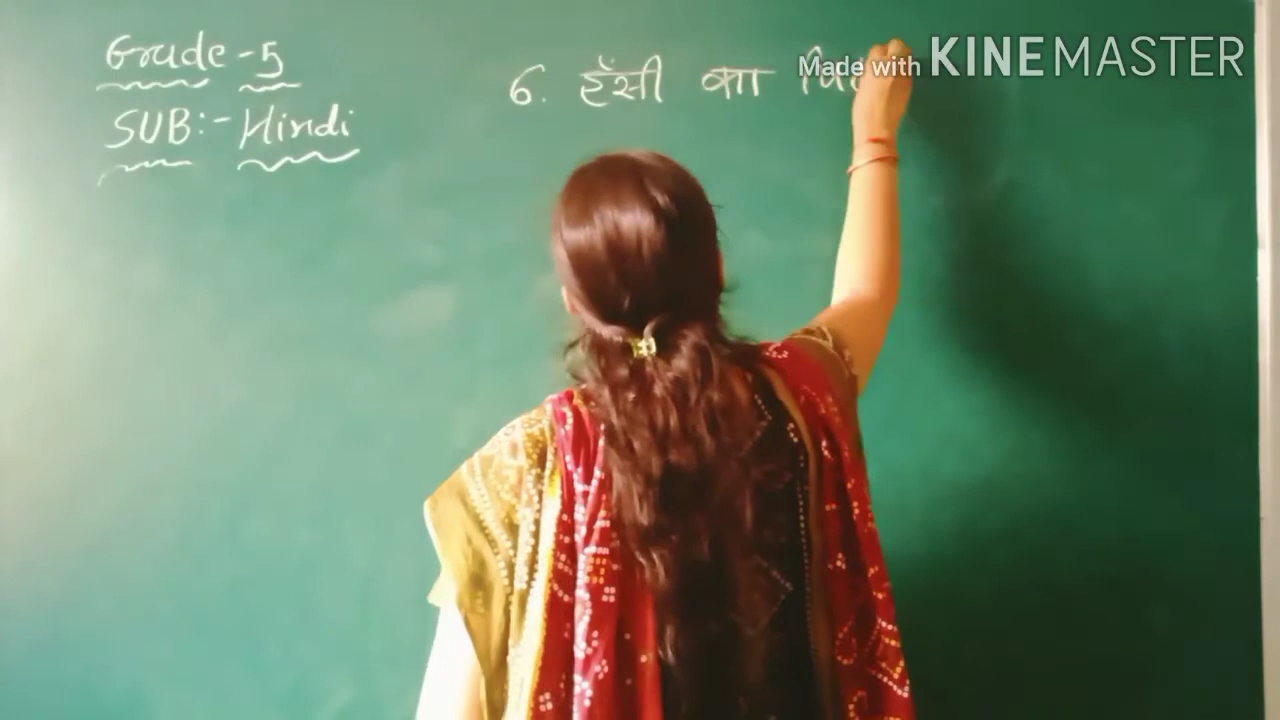 Grade - 5
SUB:- Hindi
6. हँसी का
Made with KINEMASTER